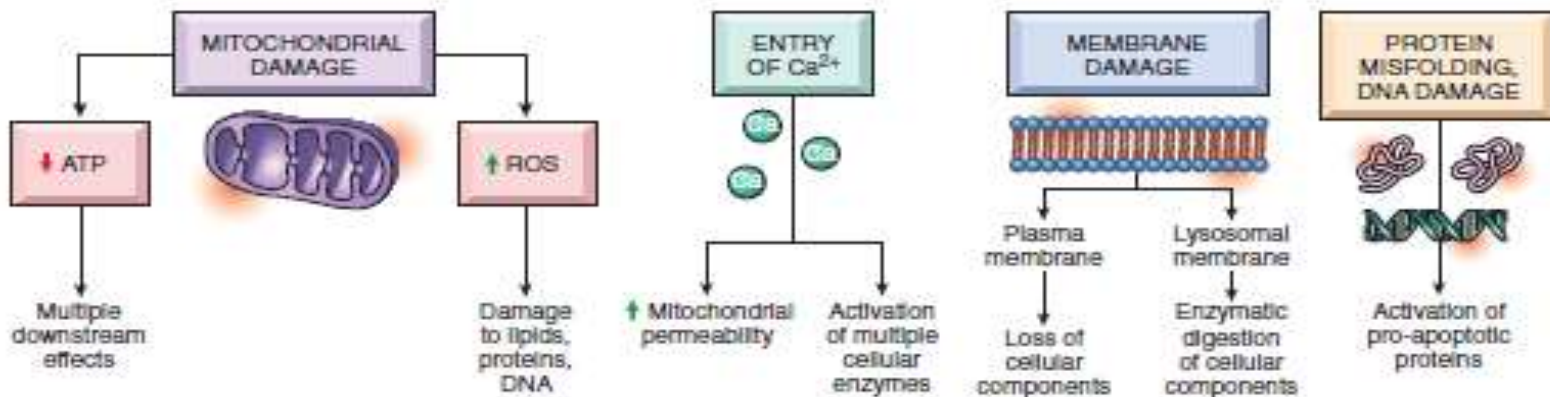 MITOCHONDRIAL
DAMAGE
↓ ATP
Multiple
downstream
effects
↑ ROS
Damage
to lipids,
proteins,
DNA
ENTRY
OF Ca²⁺
Ca
Ca
Ca
↑ Mitochondrial
permeability
Activation
of multiple
cellular
enzymes
MEMBRANE
DAMAGE
Plasma
membrane
Loss of
cellular
components
Lysosomal
membrane
Enzymatic
digestion
of cellular
components
PROTEIN
MISFOLDING,
DNA DAMAGE
Activation of
pro-apoptotic
proteins